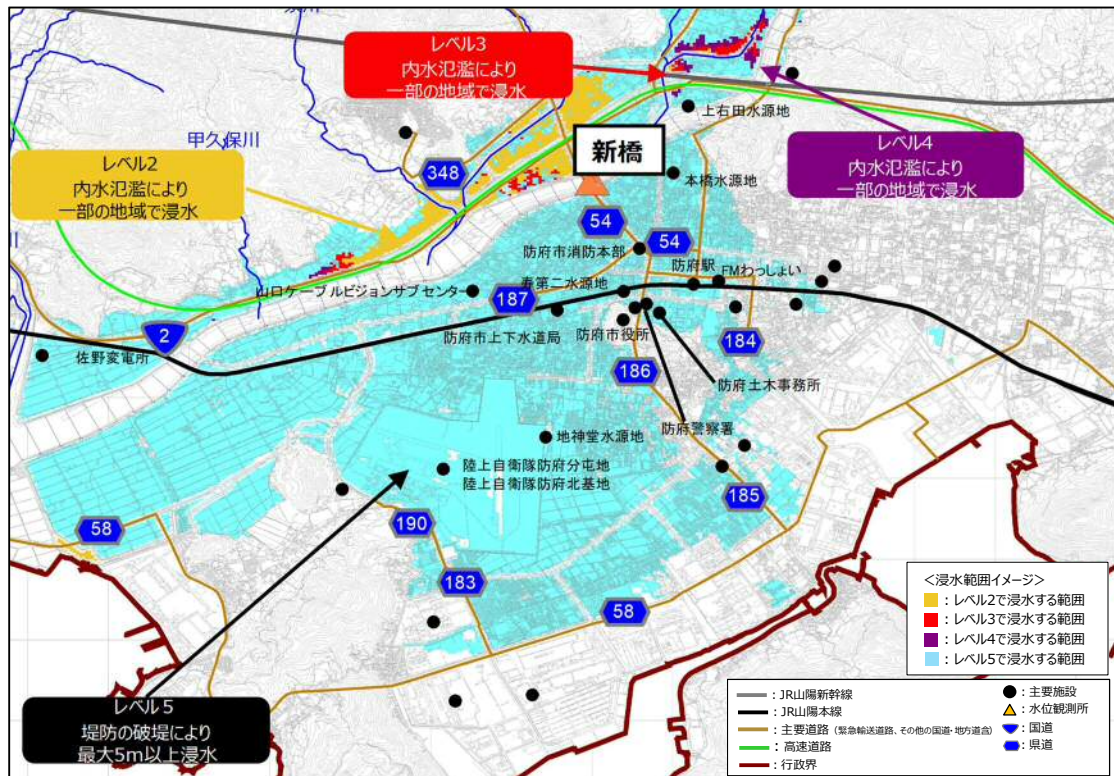 レベル3
内水氾濫により
一部の地域で浸水
上右田水源地
甲久保川
新橋
レベル4
内水氾濫により
一部の地域で浸水
レベル2
内水氾濫により
一部の地域で浸水
348
本橋水源地
54
54
防府市消防本部
防府駅
FMわっしょい
山口ケーブルビジョンサブセンター
寿第二水源地
187
2
防府市上下水道局
防府市役所
184
佐野変電所
186
防府土木事務所
防府警察署
地神堂水源地
陸上自衛隊防府分屯地
陸上自衛隊防府北基地
185
58
190
183
58
<浸水範囲イメージ>
:レベル2で浸水する範囲
:レベル3で浸水する範囲
:レベル4で浸水する範囲
:レベル5で浸水する範囲
レベル5
堤防の破堤により
最大5m以上浸水
:JR山陽新幹線
:JR山陽本線
:主要道路(緊急輸送道路、その他の国道・地方道含)
:高速道路
:行政界
:主要施設
:水位観測所
:国道
:県道